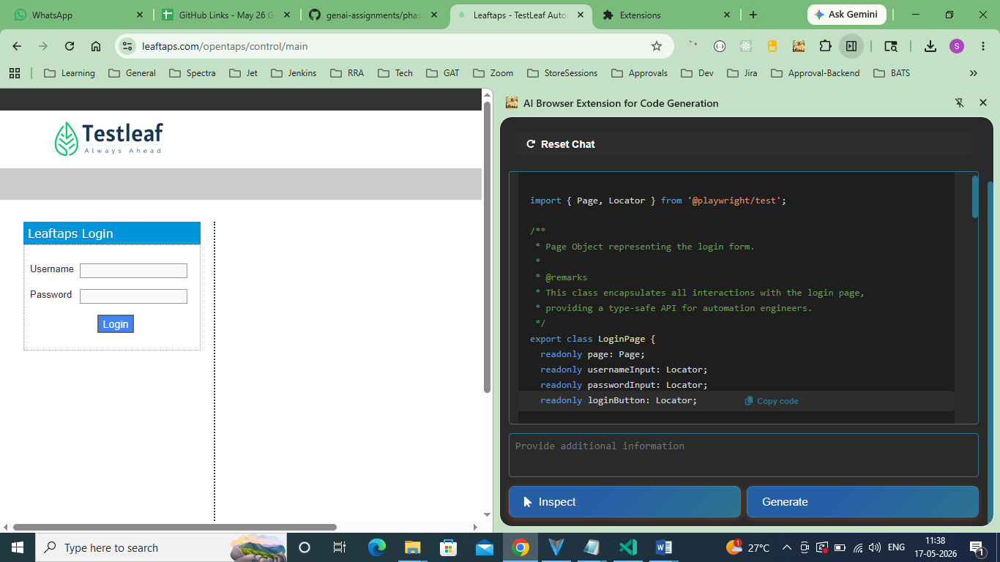 WhatsApp
GitHub Links - May 26 G
genai-assignments/phas
Leaftaps - TestLeaf Auto
Extensions
Ask Gemini
leaftaps.com/opentaps/control/main
S
Learning
General
Spectra
Jet
Jenkins
RRA
Tech
GAT
Zoom
StoreSessions
Approvals
Dev
Jira
Approval-Backend
BATS
Testleaf
Always Ahead
Leaftaps Login
Username
Password
Login
AI Browser Extension for Code Generation
Reset Chat
import { Page, Locator } from '@playwright/test';
/**
* Page Object representing the login form.
*
* @remarks
* This class encapsulates all interactions with the login page,
* providing a type-safe API for automation engineers.
*/
export class LoginPage {
readonly page: Page;
readonly usernameInput: Locator;
readonly passwordInput: Locator;
readonly loginButton: Locator;
Copy code
Provide additional information
Inspect
Generate
Type here to search
1
27°C
ENG
11:38
17-05-2026
1